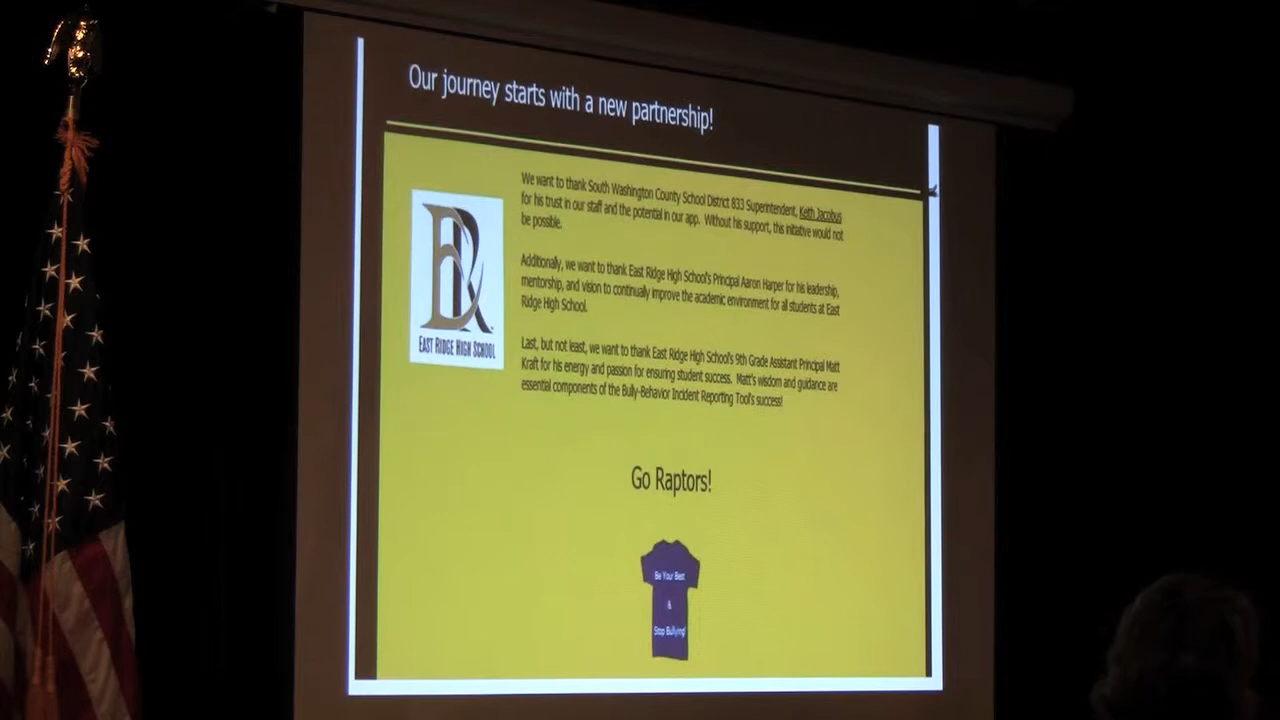 Our journey starts with a new partnership!
We want to thank South Washington County School District 833 Superintendent, Keith Jacobus
for his trust in our staff and the potential in our app. Without his support, this initiative would not
be possible.
Additionally, we want to thank East Ridge High School's Principal Aaron Harper for his leadership,
mentorship, and vision to continually improve the academic environment for all students at East
Ridge High School.
Last, but not least, we want to thank East Ridge High School's 9th Grade Assistant Principal Matt
Kraft for his energy and passion for ensuring student success. Matt's wisdom and guidance are
essential components of the Bully-Behavior Incident Reporting Tool's success!
ER
EAST RIDGE HIGH SCHOOL
Go Raptors!
Be Your Best
&
Stop Bullying!